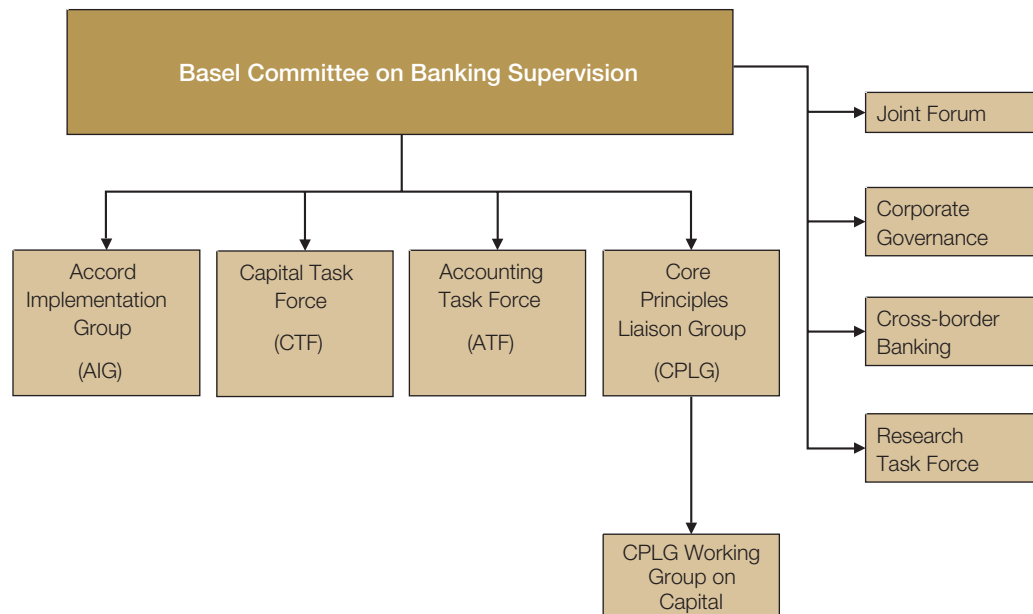 Basel Committee on Banking Supervision
Joint Forum
Corporate
Governance
Cross-border
Banking
Research
Task Force
Accord
Implementation
Group
(AIG)
Capital Task
Force
(CTF)
Accounting
Task Force
(ATF)
Core
Principles
Liaison Group
(CPLG)
CPLG Working
Group on
Capital